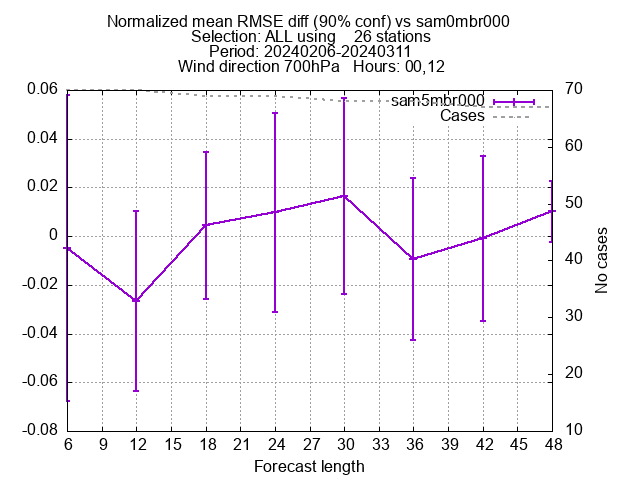 Normalized mean RMSE diff (90% conf) vs sam0mbr000
Selection: ALL using    26 stations
Period: 20240206-20240311
Wind direction 700hPa   Hours: 00,12
sam5mbr000
Cases
0.06
0.04
0.02
0
-0.02
-0.04
-0.06
-0.08
70
60
50
40
30
20
10
No cases
6 9 12 15 18 21 24 27 30 33 36 39 42 45 48
Forecast length